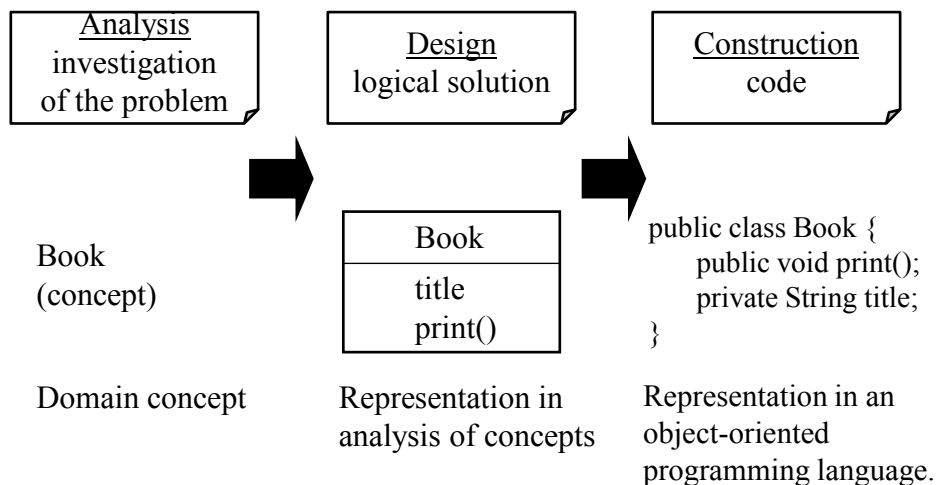 Analysis
investigation
of the problem
Design
logical solution
Construction
code
Book
(concept)
Book
title
print()
public class Book {
public void print();
private String title;
}
Domain concept
Representation in
analysis of concepts
Representation in an
object-oriented
programming language.